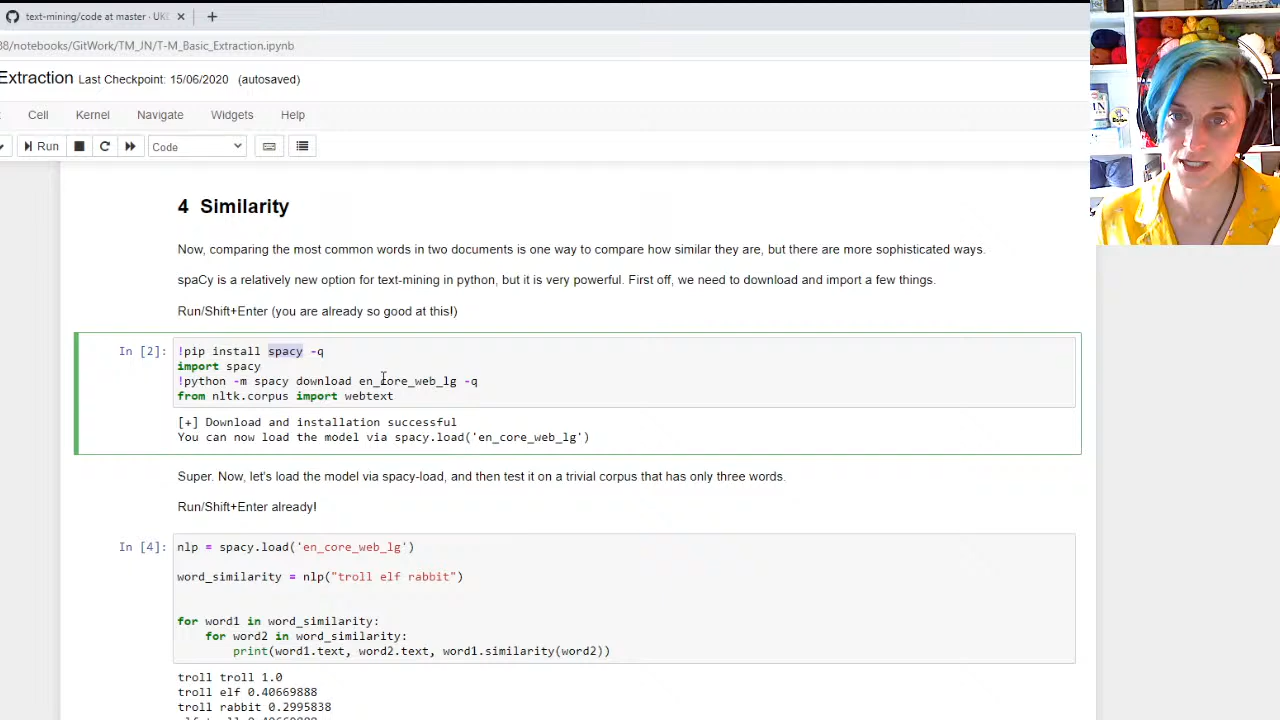 text-mining/code at master · UKD
88/notebooks/GitWork/TM_JN/T-M_Basic_Extraction.ipynb
Extraction Last Checkpoint: 15/06/2020 (autosaved)
Cell Kernel Navigate Widgets Help
Run Code
4 Similarity
Now, comparing the most common words in two documents is one way to compare how similar they are, but there are more sophisticated ways.
spaCy is a relatively new option for text-mining in python, but it is very powerful. First off, we need to download and import a few things.
Run/Shift+Enter (you are already so good at this!)
In [2]: !pip install spacy -q
import spacy
!python -m spacy download en_core_web_lg -q
from nltk.corpus import webtext
[+] Download and installation successful
You can now load the model via spacy.load('en_core_web_lg')
Super. Now, let's load the model via spacy-load, and then test it on a trivial corpus that has only three words.
Run/Shift+Enter already!
In [4]: nlp = spacy.load('en_core_web_lg')
word_similarity = nlp("troll elf rabbit")
for word1 in word_similarity:
for word2 in word_similarity:
print(word1.text, word2.text, word1.similarity(word2))
troll troll 1.0
troll elf 0.40669888
troll rabbit 0.2995838
elf troll 0.40669888